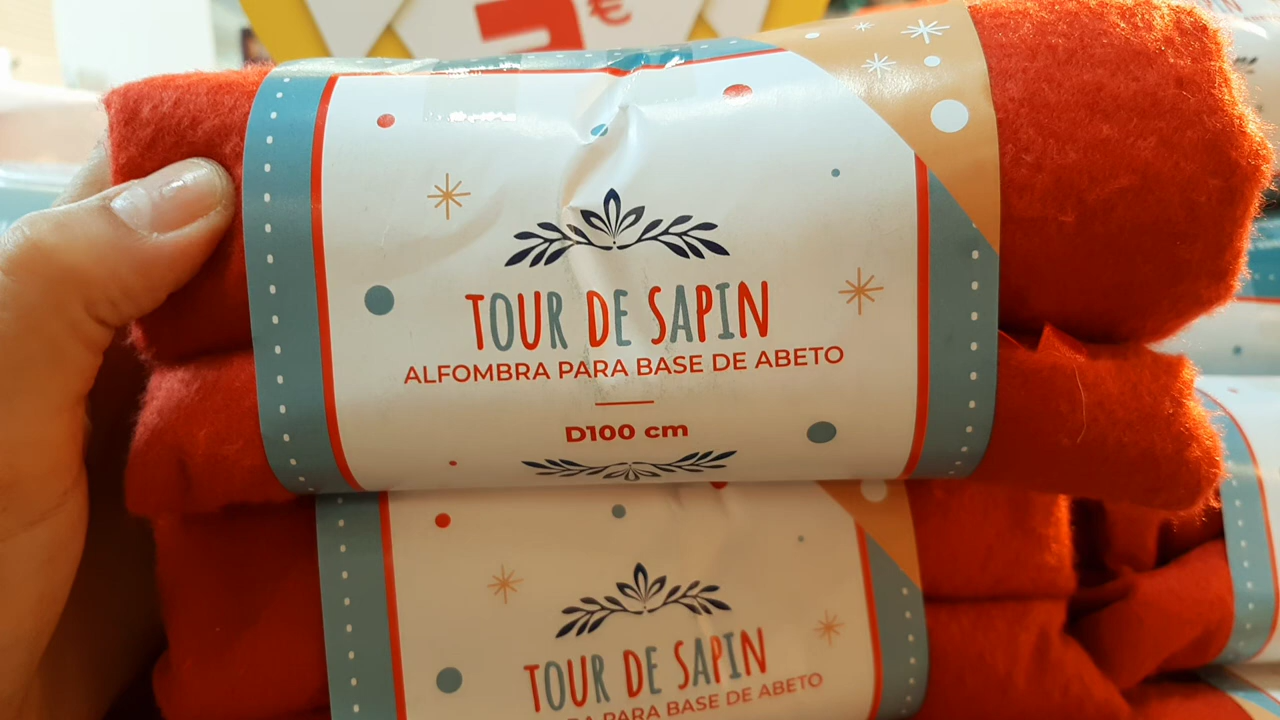 €
TOUR DE SAPIN
ALFOMBRA PARA BASE DE ABETO
D100 cm
TOUR DE SAPIN
PARA BASE DE ABETO